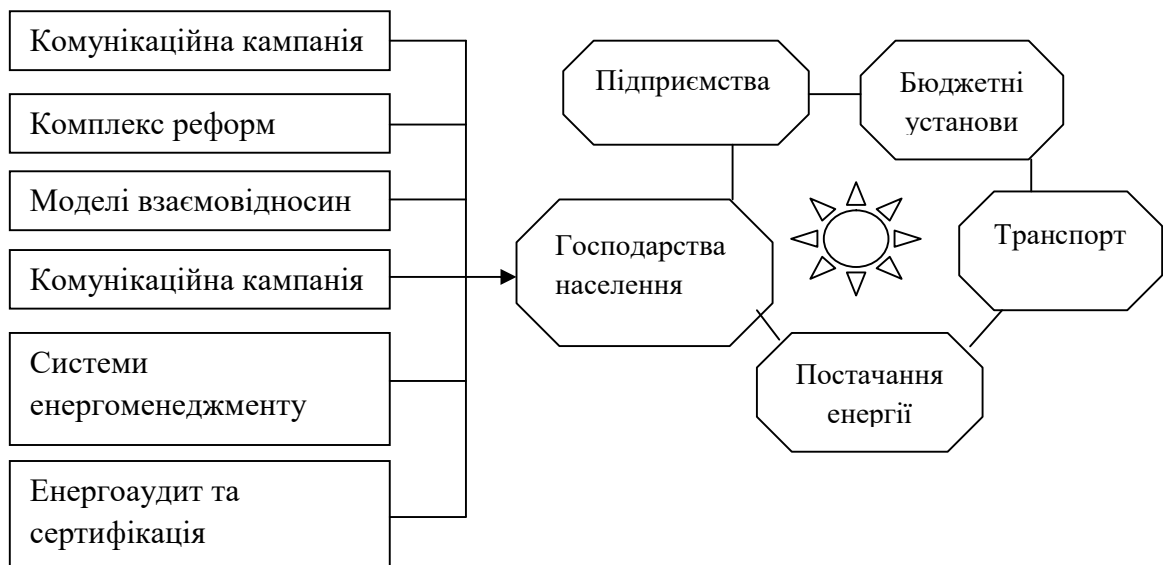 Комунікаційна кампанія
Комплекс реформ
Моделі взаємовідносин
Комунікаційна кампанія
Системи
енергоменеджменту
Енергоаудит та
сертифікація
Підприємства
Бюджетні
установи
Господарства
населення
Транспорт
Постачання
енергії